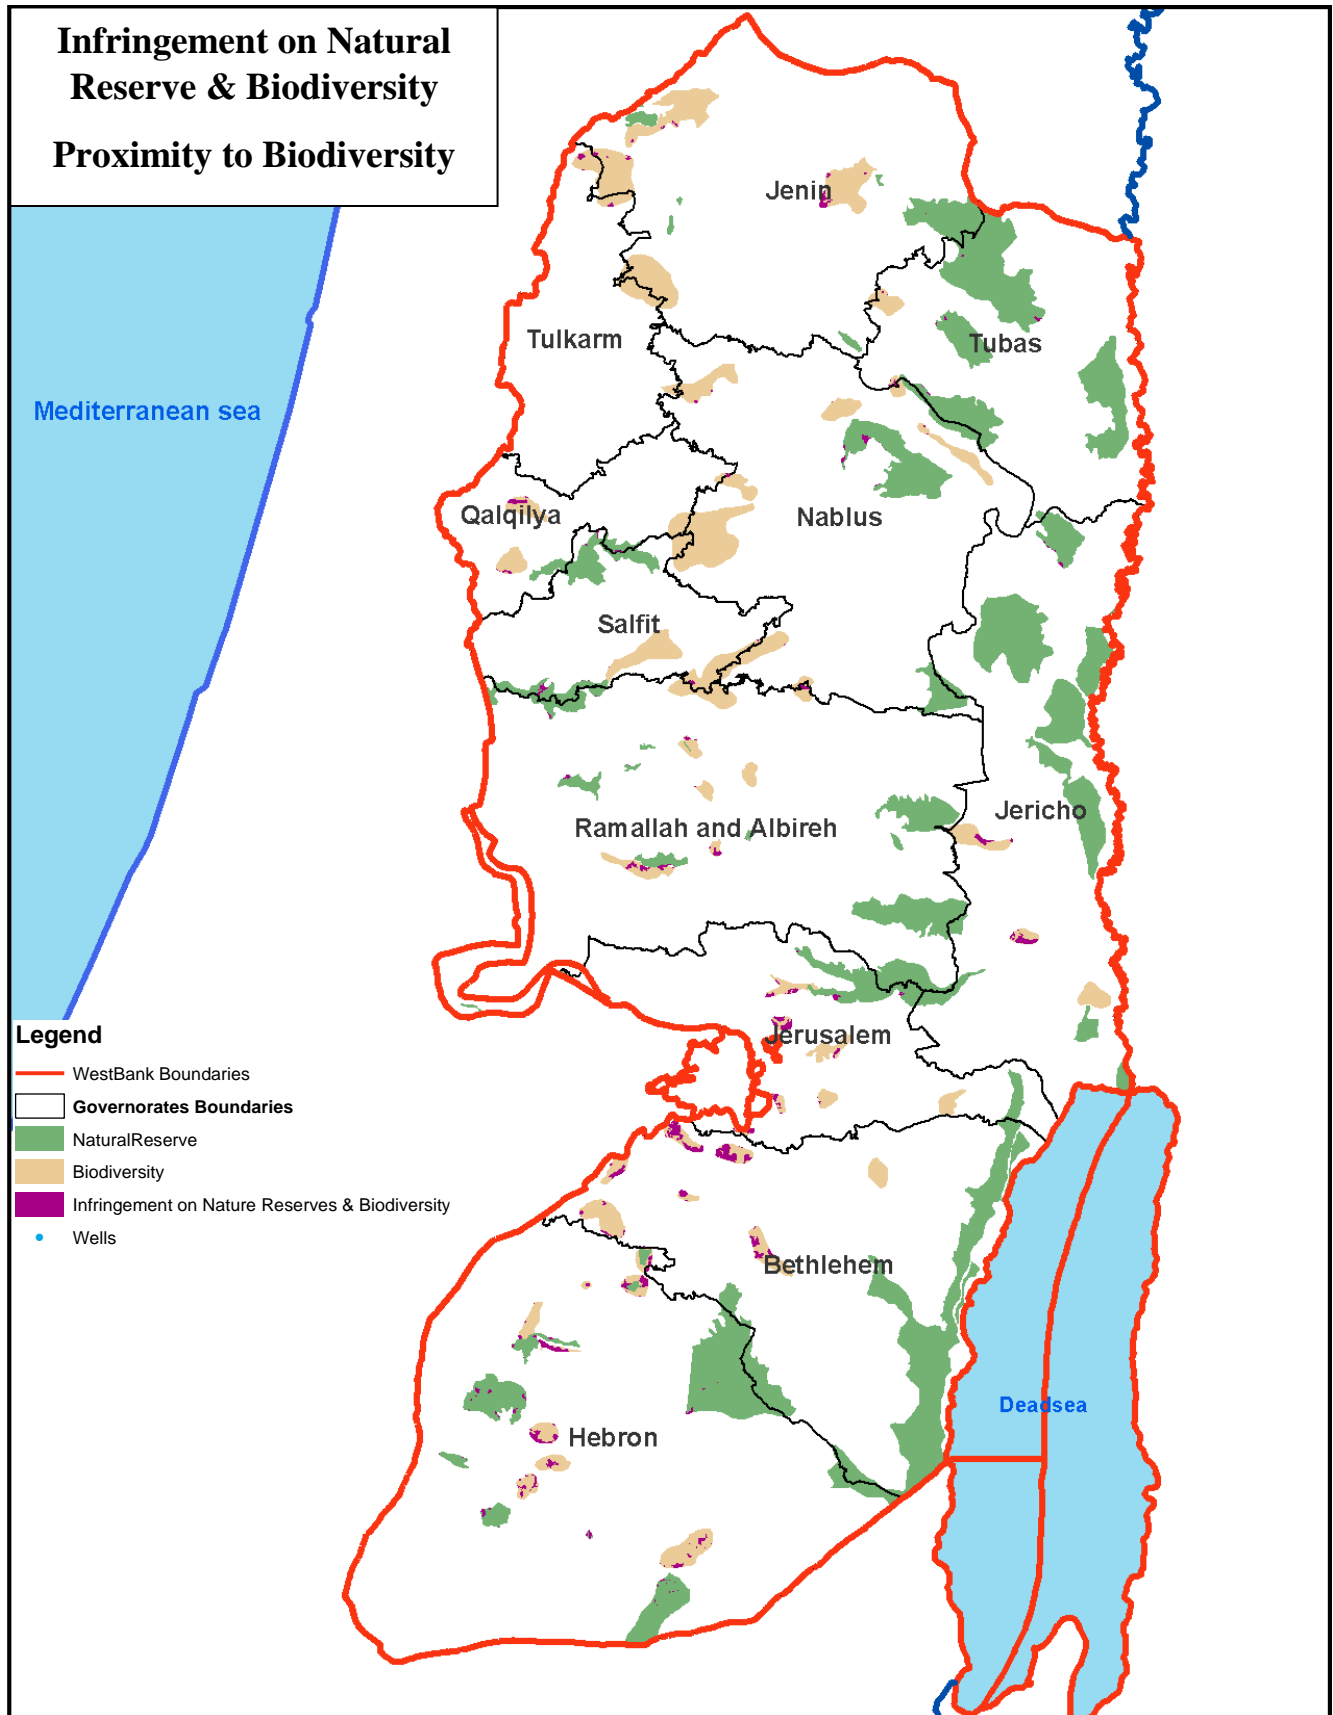 Infringement on Natural
Reserve & Biodiversity
Proximity to Biodiversity
Jenin
Tulkarm
Tubas
Mediterranean sea
Qalqilya
Nablus
Salfit
Jericho
Ramallah and Albireh
Jerusalem
Legend
WestBank Boundaries
Governorates Boundaries
NaturalReserve
Biodiversity
Infringement on Nature Reserves & Biodiversity
Wells
Bethlehem
Deadsea
Hebron